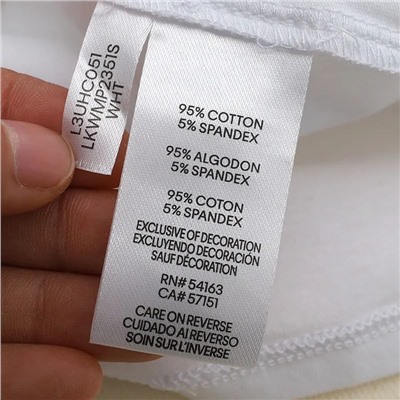 L3UHC051
LKWMP2351S
WHT
95% COTTON
5% SPANDEX
95% ALGODON
5% SPANDEX
95% COTON
5% SPANDEX
EXCLUSIVE OF DECORATION
EXCLUYENDO DECORACIÓN
SAUF DÉCORATION
RN# 54163
CA# 57151
CARE ON REVERSE
CUIDADO AI REVERSO
SOIN SUR L'INVERSE